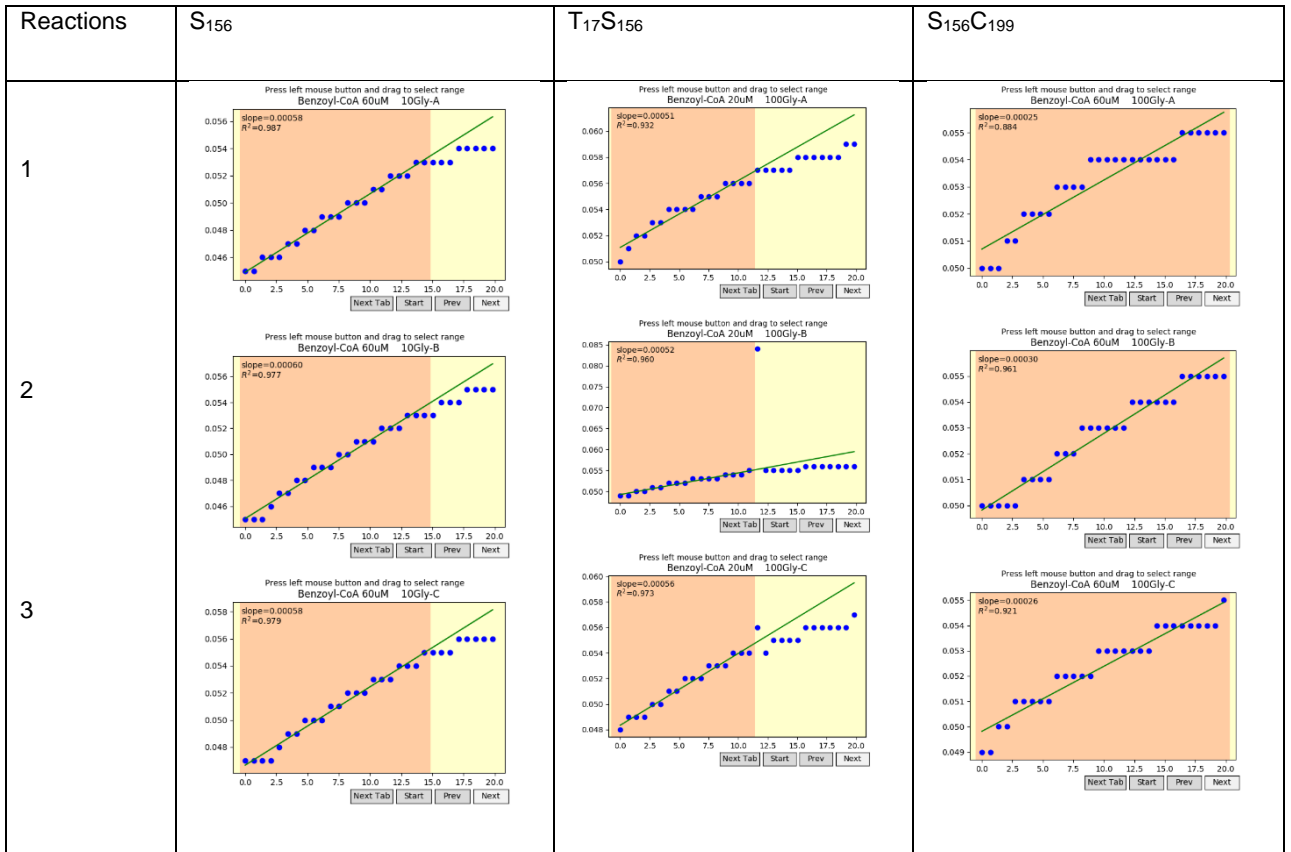 Reactions S₁₅₆ T₁₇S₁₅₆ S₁₅₆C₁₉₉
1
Press left mouse button and drag to select range
Benzoyl-CoA 60uM 10Gly-A
slope=0.00058
R²=0.987
0.056
0.054
0.052
0.050
0.048
0.046
0.0 2.5 5.0 7.5 10.0 12.5 15.0 17.5 20.0
Next Tab Start Prev Next
Press left mouse button and drag to select range
Benzoyl-CoA 20uM 100Gly-A
slope=0.00051
R²=0.932
0.060
0.058
0.056
0.054
0.052
0.050
0.0 2.5 5.0 7.5 10.0 12.5 15.0 17.5 20.0
Next Tab Start Prev Next
Press left mouse button and drag to select range
Benzoyl-CoA 60uM 100Gly-A
slope=0.00025
R²=0.884
0.055
0.054
0.053
0.052
0.051
0.050
0.0 2.5 5.0 7.5 10.0 12.5 15.0 17.5 20.0
Next Tab Start Prev Next
2
Press left mouse button and drag to select range
Benzoyl-CoA 60uM 10Gly-B
slope=0.00060
R²=0.977
0.056
0.054
0.052
0.050
0.048
0.046
0.0 2.5 5.0 7.5 10.0 12.5 15.0 17.5 20.0
Next Tab Start Prev Next
Press left mouse button and drag to select range
Benzoyl-CoA 20uM 100Gly-B
slope=0.00052
R²=0.960
0.085
0.080
0.075
0.070
0.065
0.060
0.055
0.050
0.0 2.5 5.0 7.5 10.0 12.5 15.0 17.5 20.0
Next Tab Start Prev Next
Press left mouse button and drag to select range
Benzoyl-CoA 60uM 100Gly-B
slope=0.00030
R²=0.961
0.055
0.054
0.053
0.052
0.051
0.050
0.0 2.5 5.0 7.5 10.0 12.5 15.0 17.5 20.0
Next Tab Start Prev Next
3
Press left mouse button and drag to select range
Benzoyl-CoA 60uM 10Gly-C
slope=0.00058
R²=0.979
0.058
0.056
0.054
0.052
0.050
0.048
0.0 2.5 5.0 7.5 10.0 12.5 15.0 17.5 20.0
Next Tab Start Prev Next
Press left mouse button and drag to select range
Benzoyl-CoA 20uM 100Gly-C
slope=0.00056
R²=0.973
0.060
0.058
0.056
0.054
0.052
0.050
0.048
0.0 2.5 5.0 7.5 10.0 12.5 15.0 17.5 20.0
Next Tab Start Prev Next
Press left mouse button and drag to select range
Benzoyl-CoA 60uM 100Gly-C
slope=0.00026
R²=0.921
0.055
0.054
0.053
0.052
0.051
0.050
0.049
0.0 2.5 5.0 7.5 10.0 12.5 15.0 17.5 20.0
Next Tab Start Prev Next